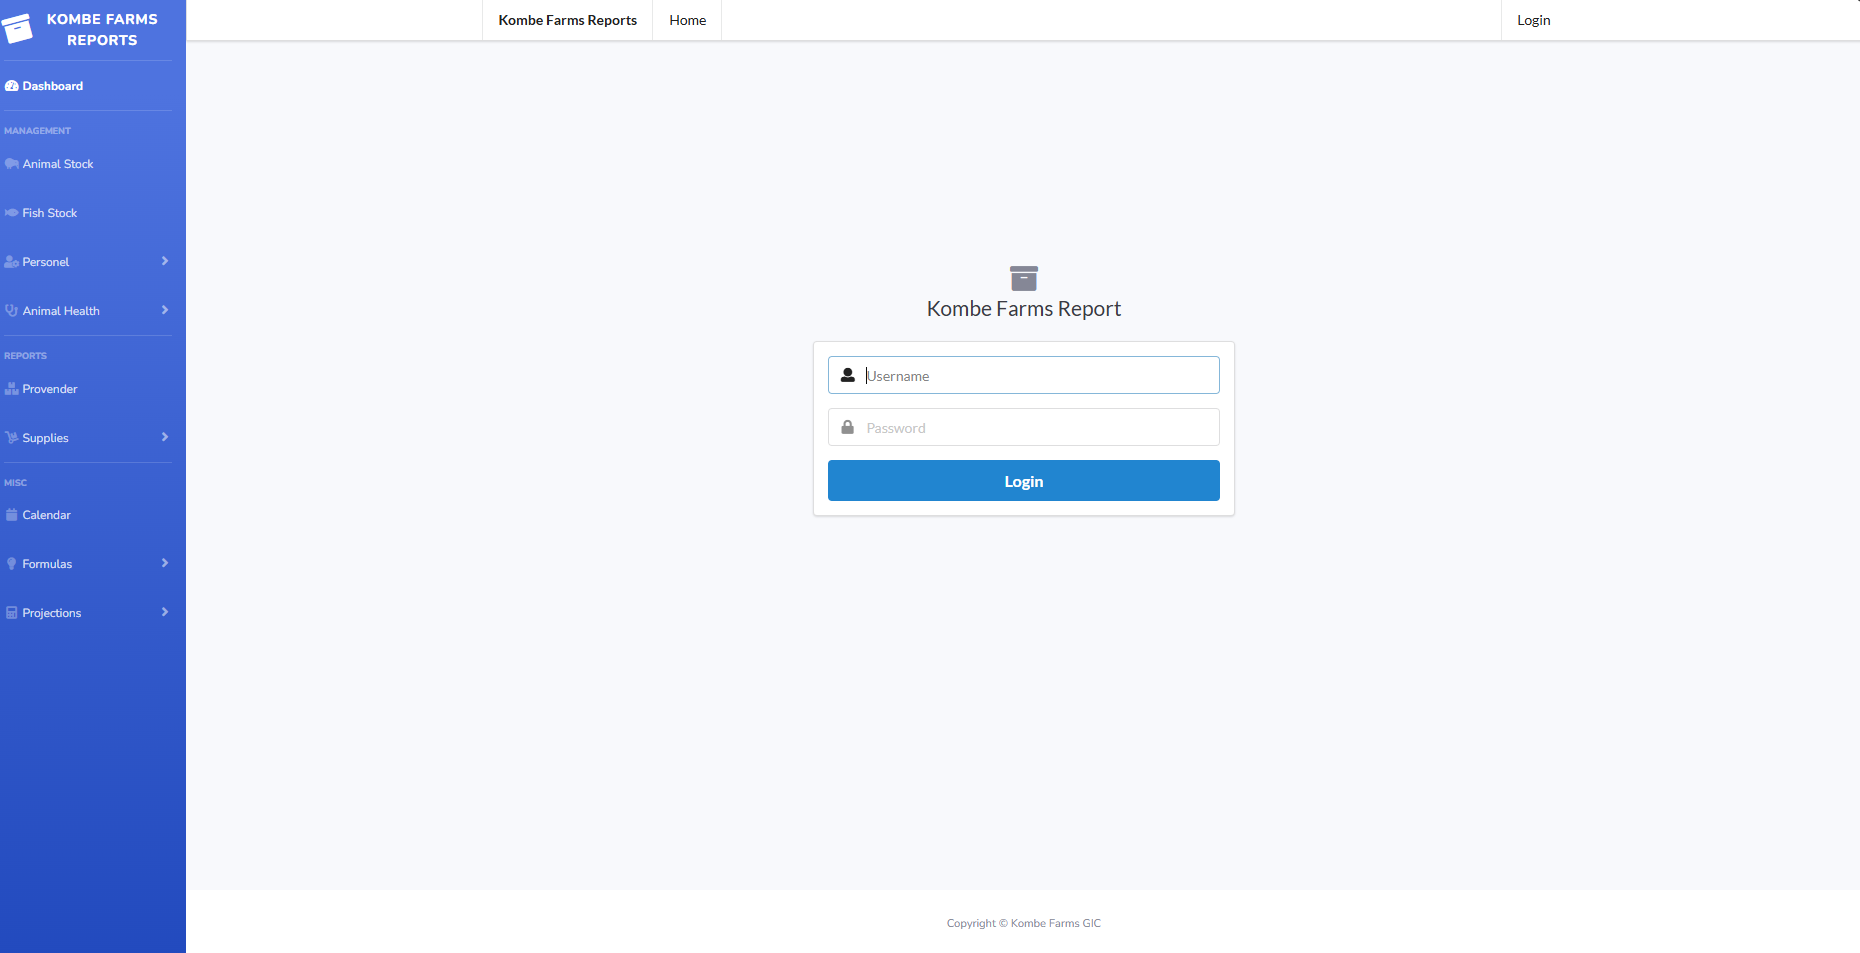 KOMBE FARMS
REPORTS
Dashboard
MANAGEMENT
Animal Stock
Fish Stock
Personel
Animal Health
REPORTS
Provender
Supplies
MISC
Calendar
Formulas
Projections
Kombe Farms Reports Home Login
Kombe Farms Report
Username
Password
Login
Copyright © Kombe Farms GIC